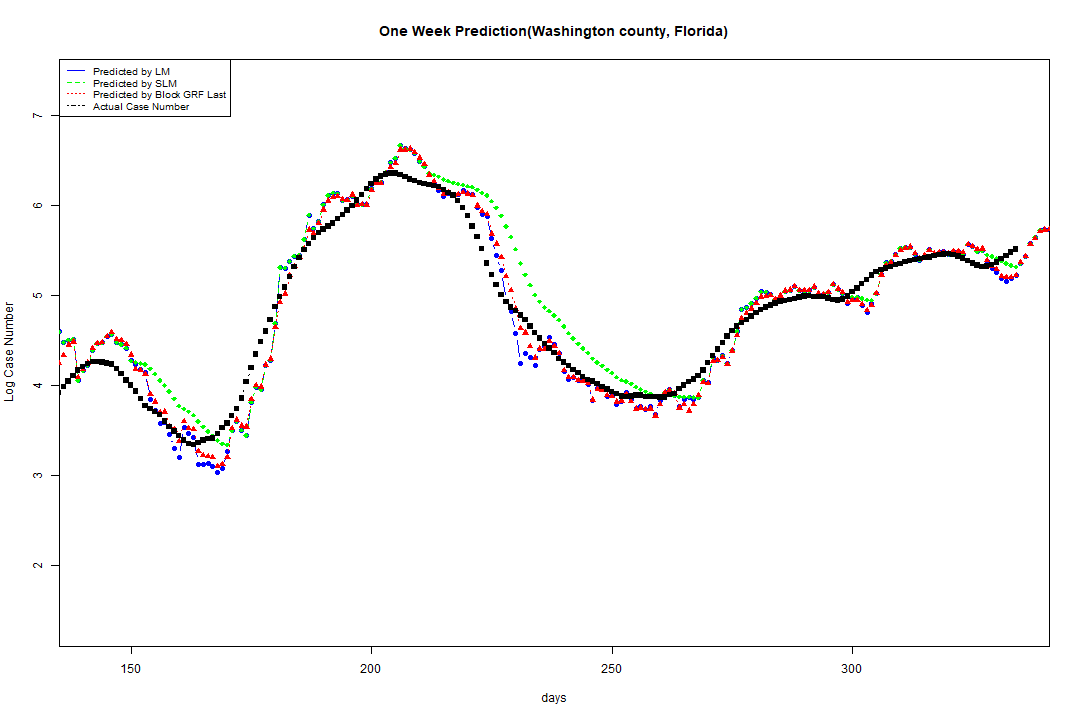 One Week Prediction(Washington county, Florida)
Predicted by LM
Predicted by SLM
Predicted by Block GRF Last
Actual Case Number
7
6
5
4
3
2
Log Case Number
150 200 250 300
days